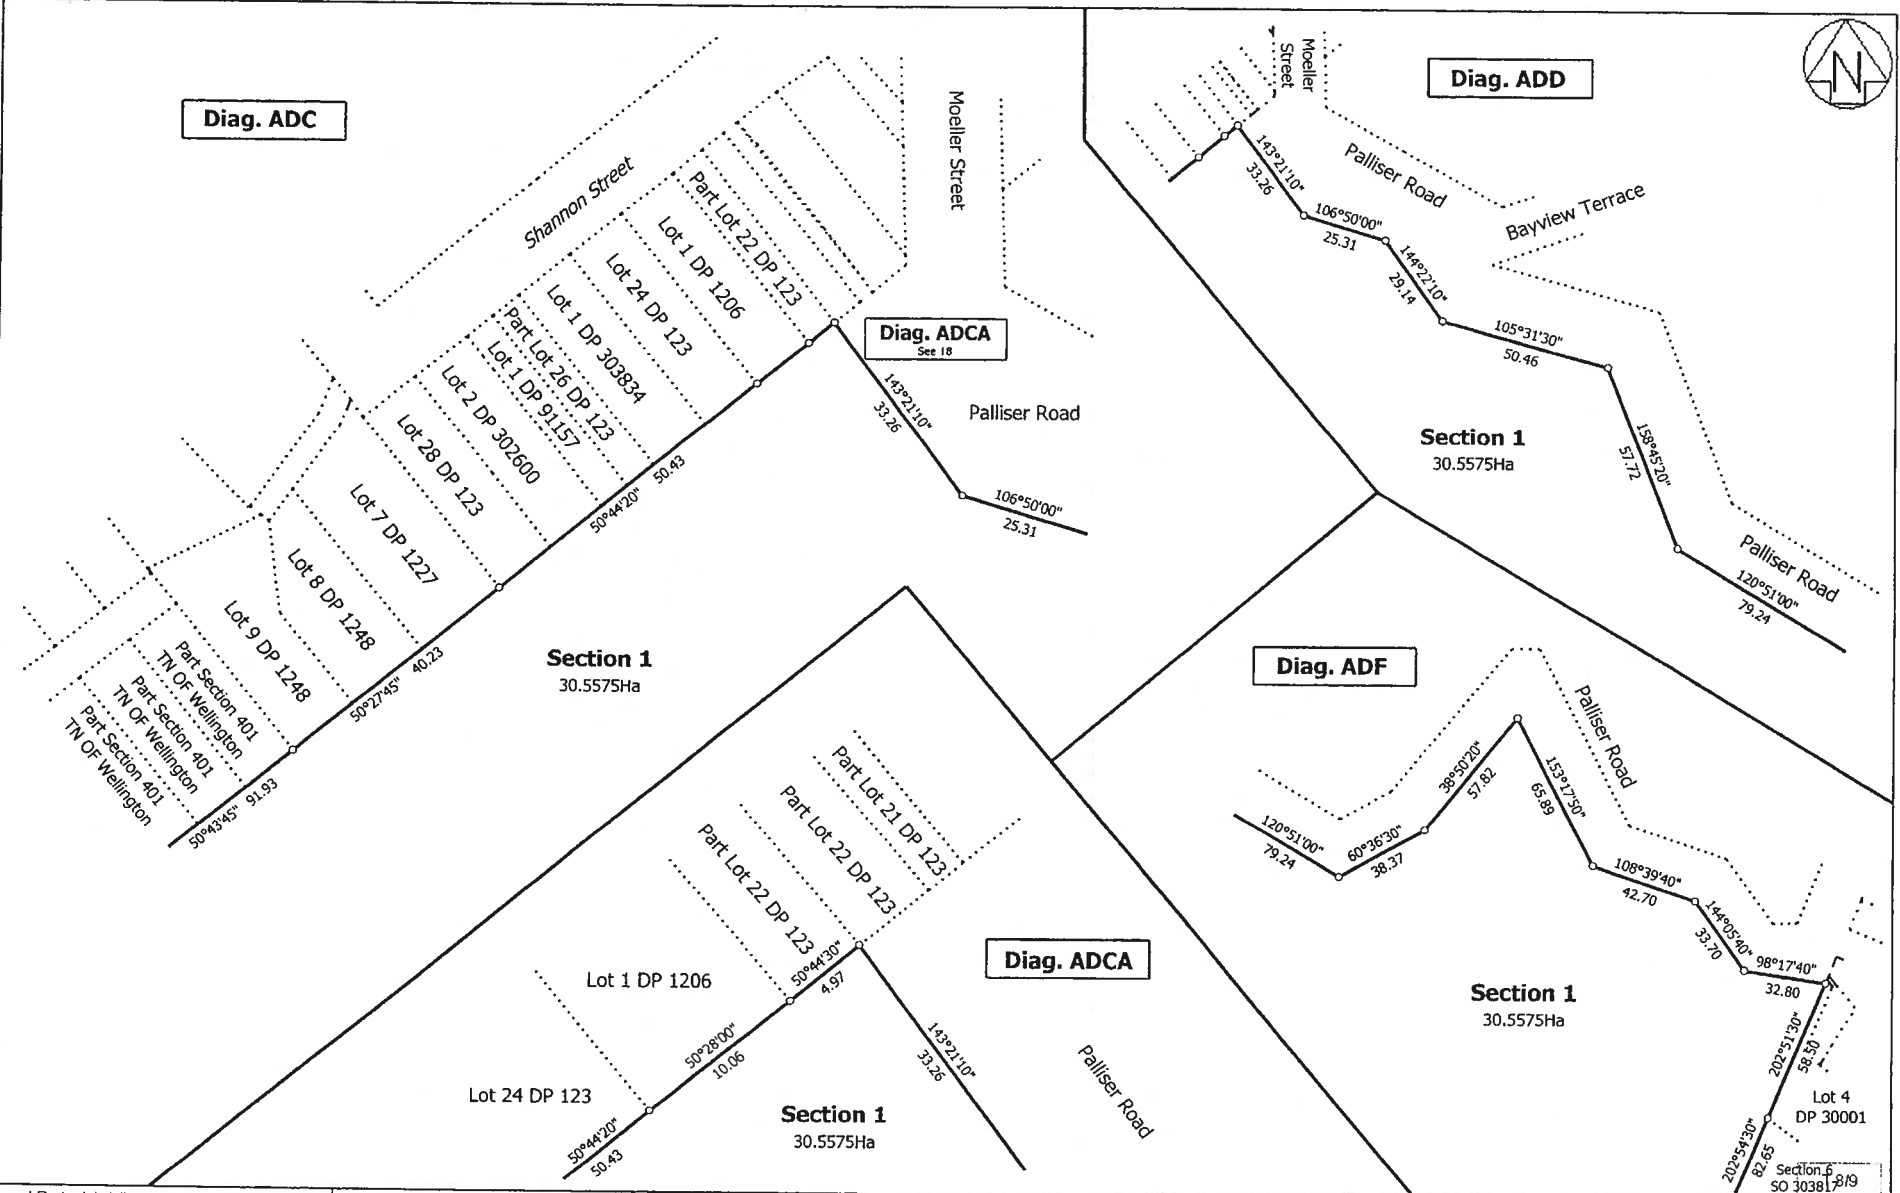 Diag. ADC
Shannon Street
Moeller Street
Part Lot 22 DP 123
Lot 1 DP 1206
Lot 24 DP 123
Lot 1 DP 303834
Part Lot 26 DP 123
Lot 1 DP 91157
Lot 2 DP 302600
Lot 28 DP 123
Lot 7 DP 1227
Lot 8 DP 1248
Lot 9 DP 1248
Part Section 401
TN OF Wellington
Part Section 401
TN OF Wellington
Part Section 401
TN OF Wellington
50°43'45" 91.93
50°27'45" 40.23
50°44'20" 50.43
Diag. ADCA
See 18
143°21'10"
33.26
Palliser Road
106°50'00"
25.31
Section 1
30.5575Ha
Diag. ADD
N
Moeller
Street
Palliser Road
Bayview Terrace
143°21'10"
33.26
106°50'00"
25.31
144°22'10"
29.14
105°31'30"
50.46
158°45'20"
57.72
Section 1
30.5575Ha
Palliser Road
120°51'00"
79.24
Diag. ADCA
Part Lot 21 DP 123
Part Lot 22 DP 123
Part Lot 22 DP 123
Lot 1 DP 1206
Lot 24 DP 123
50°44'30"
4.97
50°28'00"
10.06
50°44'20"
50.43
143°21'10"
33.26
Palliser Road
Section 1
30.5575Ha
Diag. ADF
Palliser Road
120°51'00"
79.24
60°36'30"
38.37
38°50'20"
57.82
153°17'50"
65.89
108°39'40"
42.70
144°05'40"
33.70
98°17'40"
32.80
202°51'30"
58.50
Section 1
30.5575Ha
Lot 4
DP 30001
202°54'30"
82.65
Section 6
SO 303817
8/9